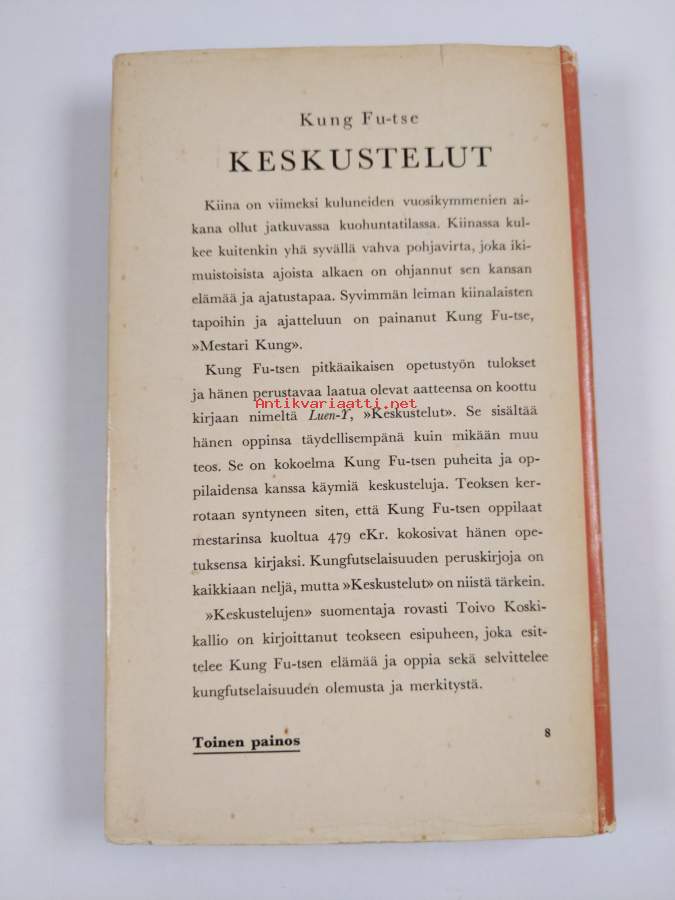 Kung Fu-tse
KESKUSTELUT
Kiina on viimeksi kuluneiden vuosikymmenien ai-
kana ollut jatkuvassa kuohuntatilassa. Kiinassa kul-
kee kuitenkin yhä syvällä vahva pohjavirta, joka iki-
muistoisista ajoista alkaen on ohjannut sen kansan
elämää ja ajatustapaa. Syvimmän leiman kiinalaisten
tapoihin ja ajatteluun on painanut Kung Fu-tse,
»Mestari Kung».
Kung Fu-tsen pitkäaikaisen opetustyön tulokset
ja hänen perustavaa laatua olevat aatteensa on koottu
Antikvariaatti.net
kirjaan nimeltä Luen-Y, »Keskustelut». Se sisältää
hänen oppinsa täydellisempänä kuin mikään muu
teos. Se on kokoelma Kung Fu-tsen puheita ja op-
pilaidensa kanssa käymiä keskusteluja. Teoksen ker-
rotaan syntyneen siten, että Kung Fu-tsen oppilaat
mestarinsa kuoltua 479 eKr. kokosivat hänen ope-
tuksensa kirjaksi. Kungfutselaisuuden peruskirjoja on
kaikkiaan neljä, mutta »Keskustelut» on niistä tärkein.
»Keskustelujen» suomentaja rovasti Toivo Koski-
kallio on kirjoittanut teokseen esipuheen, joka esit-
telee Kung Fu-tsen elämää ja oppia sekä selvittelee
kungfutselaisuuden olemusta ja merkitystä.
Toinen painos
8